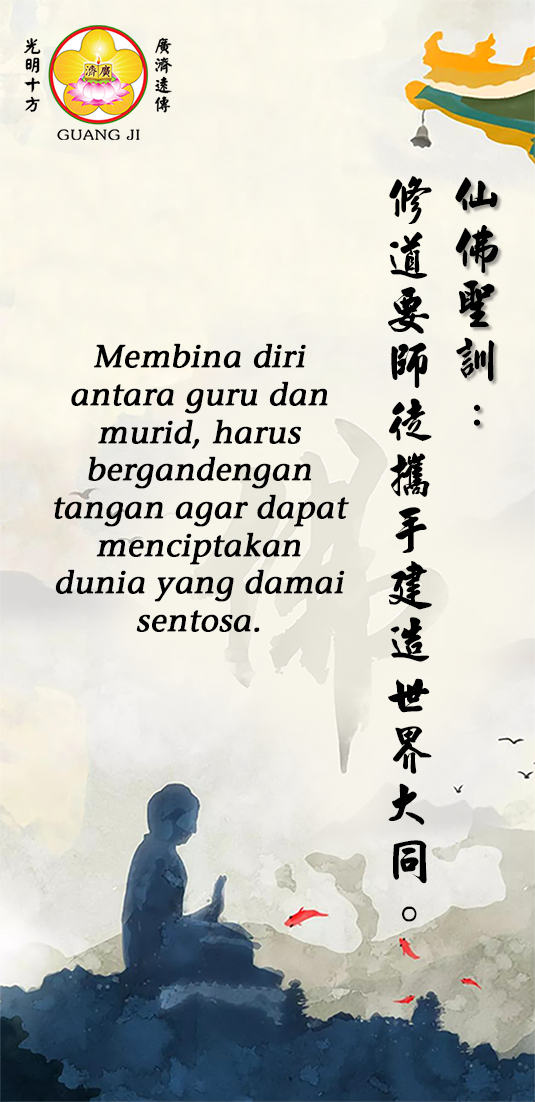 光明十方
廣濟
廣濟遠傳
GUANG JI
仙佛聖訓：
修道要師徒攜手建造世界大同。
Membina diri
antara guru dan
murid, harus
bergandengan
tangan agar dapat
menciptakan
dunia yang damai
sentosa.
佛